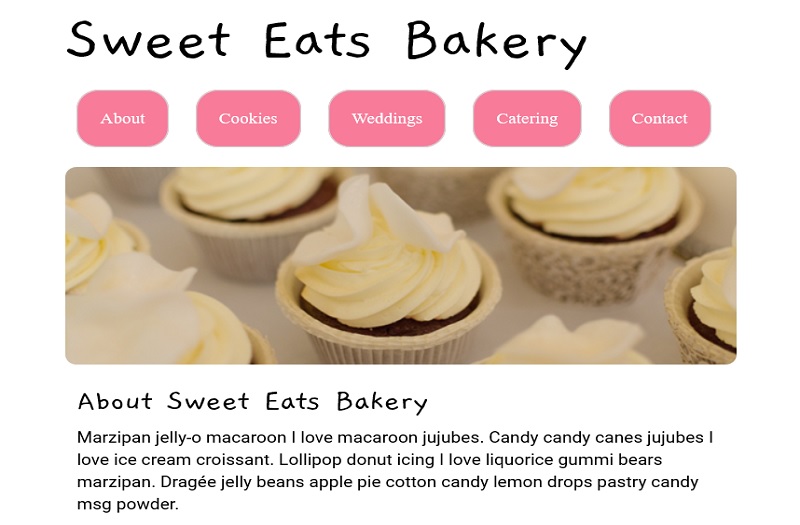 Sweet Eats Bakery
About
Cookies
Weddings
Catering
Contact
About Sweet Eats Bakery
Marzipan jelly-o macaroon I love macaroon jujubes. Candy candy canes jujubes I
love ice cream croissant. Lollipop donut icing I love liquorice gummi bears
marzipan. Dragée jelly beans apple pie cotton candy lemon drops pastry candy
msg powder.